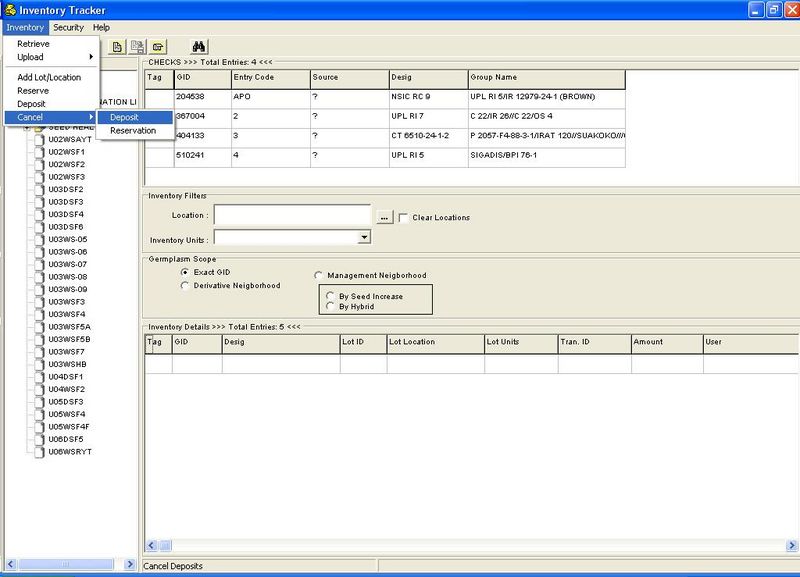 Inventory Tracker
Inventory Security Help
Retrieve
Upload
Add Lot/Location
Reserve
Deposit
Cancel
Deposit
Reservation
NATION LI
SEED HEAL
U02WSAYT
U02WSF1
U02WSF2
U02WSF3
U03DSF2
U03DSF3
U03DSF4
U03DSF6
U03WS-05
U03WS-06
U03WS-07
U03WS-08
U03WS-09
U03WSF3
U03WSF4
U03WSF5A
U03WSF5B
U03WSF7
U03WSHB
U04DSF1
U04WSF2
U05DSF3
U05WSF4
U05WSF4F
U06DSF5
U06WSRYT
CHECKS >>> Total Entries: 4 <<<
Tag GID Entry Code Source Desig Group Name
204538 APO ? NSIC RC 9 UPL RI 5/IR 12979-24-1 (BROWN)
367004 2 ? UPL RI 7 C 22/IR 26//C 22/OS 4
404133 3 ? CT 6510-24-1-2 P 2057-F4-88-3-1/IRAT 120//SUAKOKO///
510241 4 ? UPL RI 5 SIGADIS/BPI 76-1
Inventory Filters
Location : ... Clear Locations
Inventory Units :
Germplasm Scope
Exact GID Management Neigborhood
Derivative Neigborhood
By Seed Increase
By Hybrid
Inventory Details >>> Total Entries: 5 <<<
Tag GID Desig Lot ID Lot Location Lot Units Tran. ID Amount User
Cancel Deposits